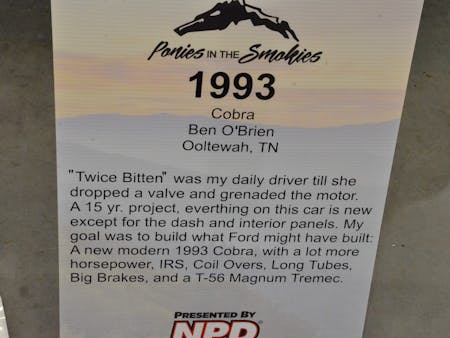 Ponies IN THE Smokies
1993
Cobra
Ben O'Brien
Ooltewah, TN
"Twice Bitten" was my daily driver till she
dropped a valve and grenaded the motor.
A 15 yr. project, everthing on this car is new
except for the dash and interior panels. My
goal was to build what Ford might have built:
A new modern 1993 Cobra, with a lot more
horsepower, IRS, Coil Overs, Long Tubes,
Big Brakes, and a T-56 Magnum Tremec.
PRESENTED BY
NPD